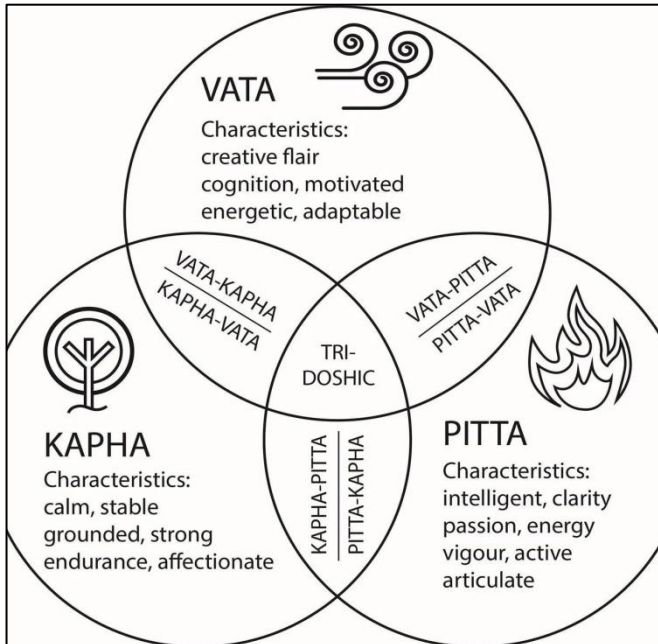 VATA
Characteristics:
creative flair
cognition, motivated
energetic, adaptable
VATA-KAPHA
KAPHA-VATA
VATA-PITTA
PITTA-VATA
TRI-
DOSHIC
KAPHA
Characteristics:
calm, stable
grounded, strong
endurance, affectionate
KAPHA-PITTA
PITTA-KAPHA
PITTA
Characteristics:
intelligent, clarity
passion, energy
vigour, active
articulate